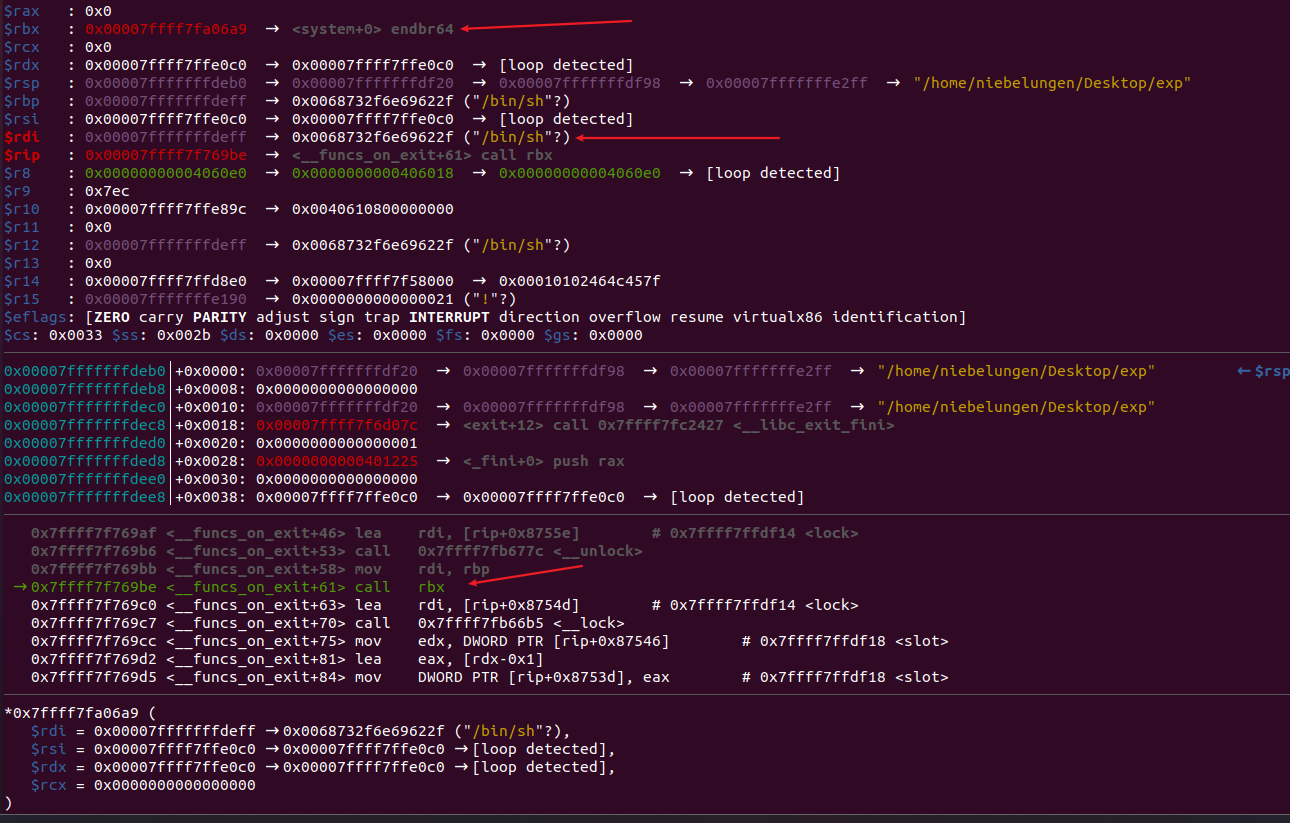 $rax   : 0x0
$rbx   : 0x00007ffff7fa06a9  →  <system+0> endbr64
$rcx   : 0x0
$rdx   : 0x00007ffff7ffe0c0  →  0x00007ffff7ffe0c0  →  [loop detected]
$rsp   : 0x00007fffffffdeb0  →  0x00007fffffffdf20  →  0x00007fffffffdf98  →  0x00007fffffffe2ff  →  "/home/niebelungen/Desktop/exp"
$rbp   : 0x00007fffffffdeff  →  0x0068732f6e69622f ("/bin/sh"?)
$rsi   : 0x00007ffff7ffe0c0  →  0x00007ffff7ffe0c0  →  [loop detected]
$rdi   : 0x00007fffffffdeff  →  0x0068732f6e69622f ("/bin/sh"?)
$rip   : 0x00007ffff7f769be  →  <__funcs_on_exit+61> call rbx
$r8    : 0x00000000004060e0  →  0x0000000000406018  →  0x00000000004060e0  →  [loop detected]
$r9    : 0x7ec
$r10   : 0x00007ffff7ffe89c  →  0x0040610800000000
$r11   : 0x0
$r12   : 0x00007fffffffdeff  →  0x0068732f6e69622f ("/bin/sh"?)
$r13   : 0x0
$r14   : 0x00007ffff7ffd8e0  →  0x00007ffff7f58000  →  0x00010102464c457f
$r15   : 0x00007fffffffe190  →  0x0000000000000021 ("!"?)
$eflags: [ZERO carry PARITY adjust sign trap INTERRUPT direction overflow resume virtualx86 identification]
$cs: 0x0033 $ss: 0x002b $ds: 0x0000 $es: 0x0000 $fs: 0x0000 $gs: 0x0000
0x00007fffffffdeb0│+0x0000: 0x00007fffffffdf20  →  0x00007fffffffdf98  →  0x00007fffffffe2ff  →  "/home/niebelungen/Desktop/exp"	 ←$rsp
0x00007fffffffdeb8│+0x0008: 0x0000000000000000
0x00007fffffffdec0│+0x0010: 0x00007fffffffdf20  →  0x00007fffffffdf98  →  0x00007fffffffe2ff  →  "/home/niebelungen/Desktop/exp"
0x00007fffffffdec8│+0x0018: 0x00007ffff7f6d07c  →  <exit+12> call 0x7ffff7fc2427 <__libc_exit_fini>
0x00007fffffffded0│+0x0020: 0x0000000000000001
0x00007fffffffded8│+0x0028: 0x0000000000401225  →  <_fini+0> push rax
0x00007fffffffdee0│+0x0030: 0x0000000000000000
0x00007fffffffdee8│+0x0038: 0x00007ffff7ffe0c0  →  0x00007ffff7ffe0c0  →  [loop detected]
0x7ffff7f769af <__funcs_on_exit+46> lea    rdi, [rip+0x8755e]        # 0x7ffff7ffdf14 <lock>
0x7ffff7f769b6 <__funcs_on_exit+53> call   0x7ffff7fb677c <__unlock>
0x7ffff7f769bb <__funcs_on_exit+58> mov    rdi, rbp
→0x7ffff7f769be <__funcs_on_exit+61> call   rbx
0x7ffff7f769c0 <__funcs_on_exit+63> lea    rdi, [rip+0x8754d]        # 0x7ffff7ffdf14 <lock>
0x7ffff7f769c7 <__funcs_on_exit+70> call   0x7ffff7fb66b5 <__lock>
0x7ffff7f769cc <__funcs_on_exit+75> mov    edx, DWORD PTR [rip+0x87546]        # 0x7ffff7ffdf18 <slot>
0x7ffff7f769d2 <__funcs_on_exit+81> lea    eax, [rdx-0x1]
0x7ffff7f769d5 <__funcs_on_exit+84> mov    DWORD PTR [rip+0x8753d], eax        # 0x7ffff7ffdf18 <slot>
*0x7ffff7fa06a9 (
$rdi = 0x00007fffffffdeff →0x0068732f6e69622f ("/bin/sh"?),
$rsi = 0x00007ffff7ffe0c0 →0x00007ffff7ffe0c0 →[loop detected],
$rdx = 0x00007ffff7ffe0c0 →0x00007ffff7ffe0c0 →[loop detected],
$rcx = 0x0000000000000000
)